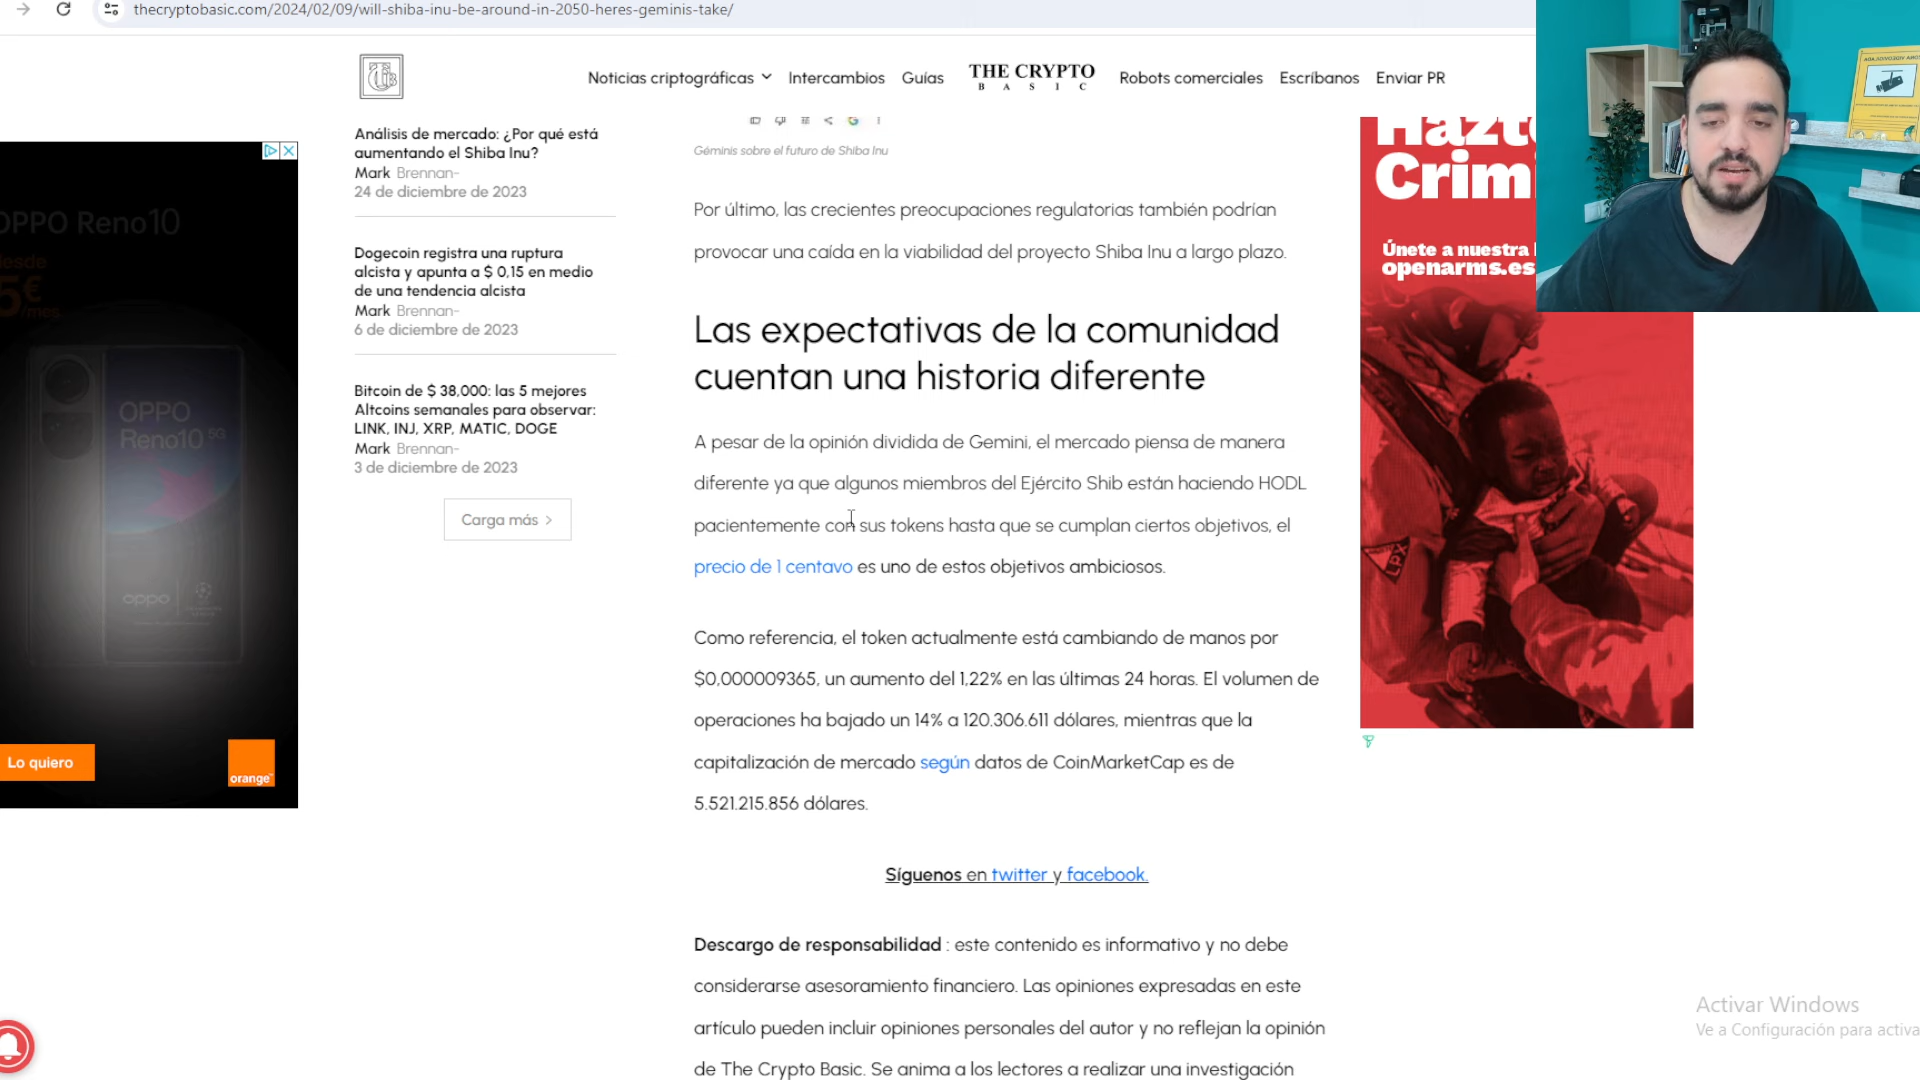 thecryptobasic.com/2024/02/09/will-shiba-inu-be-around-in-2050-heres-geminis-take/
Noticias criptográficas
Intercambios
Guías
THE CRYPTO
BASIC
Robots comerciales
Escríbanos
Enviar PR
Análisis de mercado: ¿Por qué está
aumentando el Shiba Inu?
Mark Brennan-
24 de diciembre de 2023
Dogecoin registra una ruptura
alcista y apunta a $ 0,15 en medio
de una tendencia alcista
Mark Brennan-
6 de diciembre de 2023
Bitcoin de $ 38,000: las 5 mejores
Altcoins semanales para observar:
LINK, INJ, XRP, MATIC, DOGE
Mark Brennan-
3 de diciembre de 2023
Carga más >
OPPO Reno10
desde
5€
/mes
OPPO
Reno10 5G
oppo
Lo quiero
orange
Géminis sobre el futuro de Shiba Inu
Por último, las crecientes preocupaciones regulatorias también podrían
provocar una caída en la viabilidad del proyecto Shiba Inu a largo plazo.
Las expectativas de la comunidad
cuentan una historia diferente
A pesar de la opinión dividida de Gemini, el mercado piensa de manera
diferente ya que algunos miembros del Ejército Shib están haciendo HODL
pacientemente con sus tokens hasta que se cumplan ciertos objetivos, el
precio de 1 centavo es uno de estos objetivos ambiciosos.
Como referencia, el token actualmente está cambiando de manos por
$0,000009365, un aumento del 1,22% en las últimas 24 horas. El volumen de
operaciones ha bajado un 14% a 120.306.611 dólares, mientras que la
capitalización de mercado según datos de CoinMarketCap es de
5.521.215.856 dólares.
Síguenos en twitter y facebook.
Descargo de responsabilidad : este contenido es informativo y no debe
considerarse asesoramiento financiero. Las opiniones expresadas en este
artículo pueden incluir opiniones personales del autor y no reflejan la opinión
de The Crypto Basic. Se anima a los lectores a realizar una investigación
Hazte
Crim
Únete a nuestra
openarms.es
LPX
Activar Windows
Ve a Configuración para activa